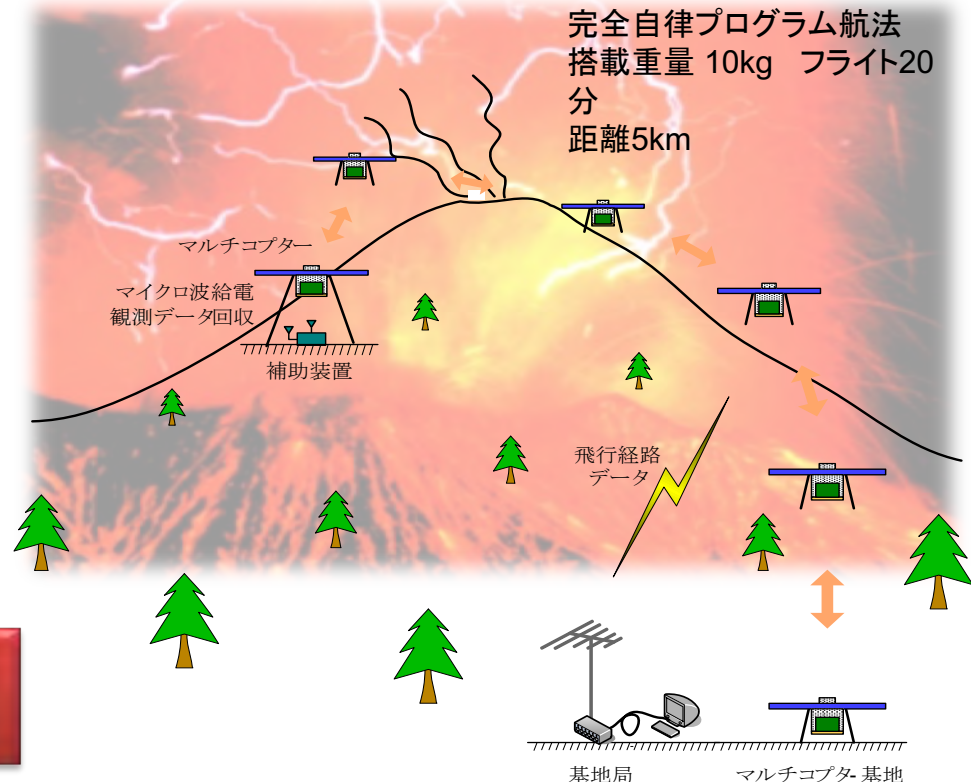 完全自律プログラム航法
搭載重量 10kg　フライト20
分
距離5km
マルチコプター
マイクロ波給電
観測データ回収
補助装置
飛行経路
データ
基地局
マルチコプタ- 基地